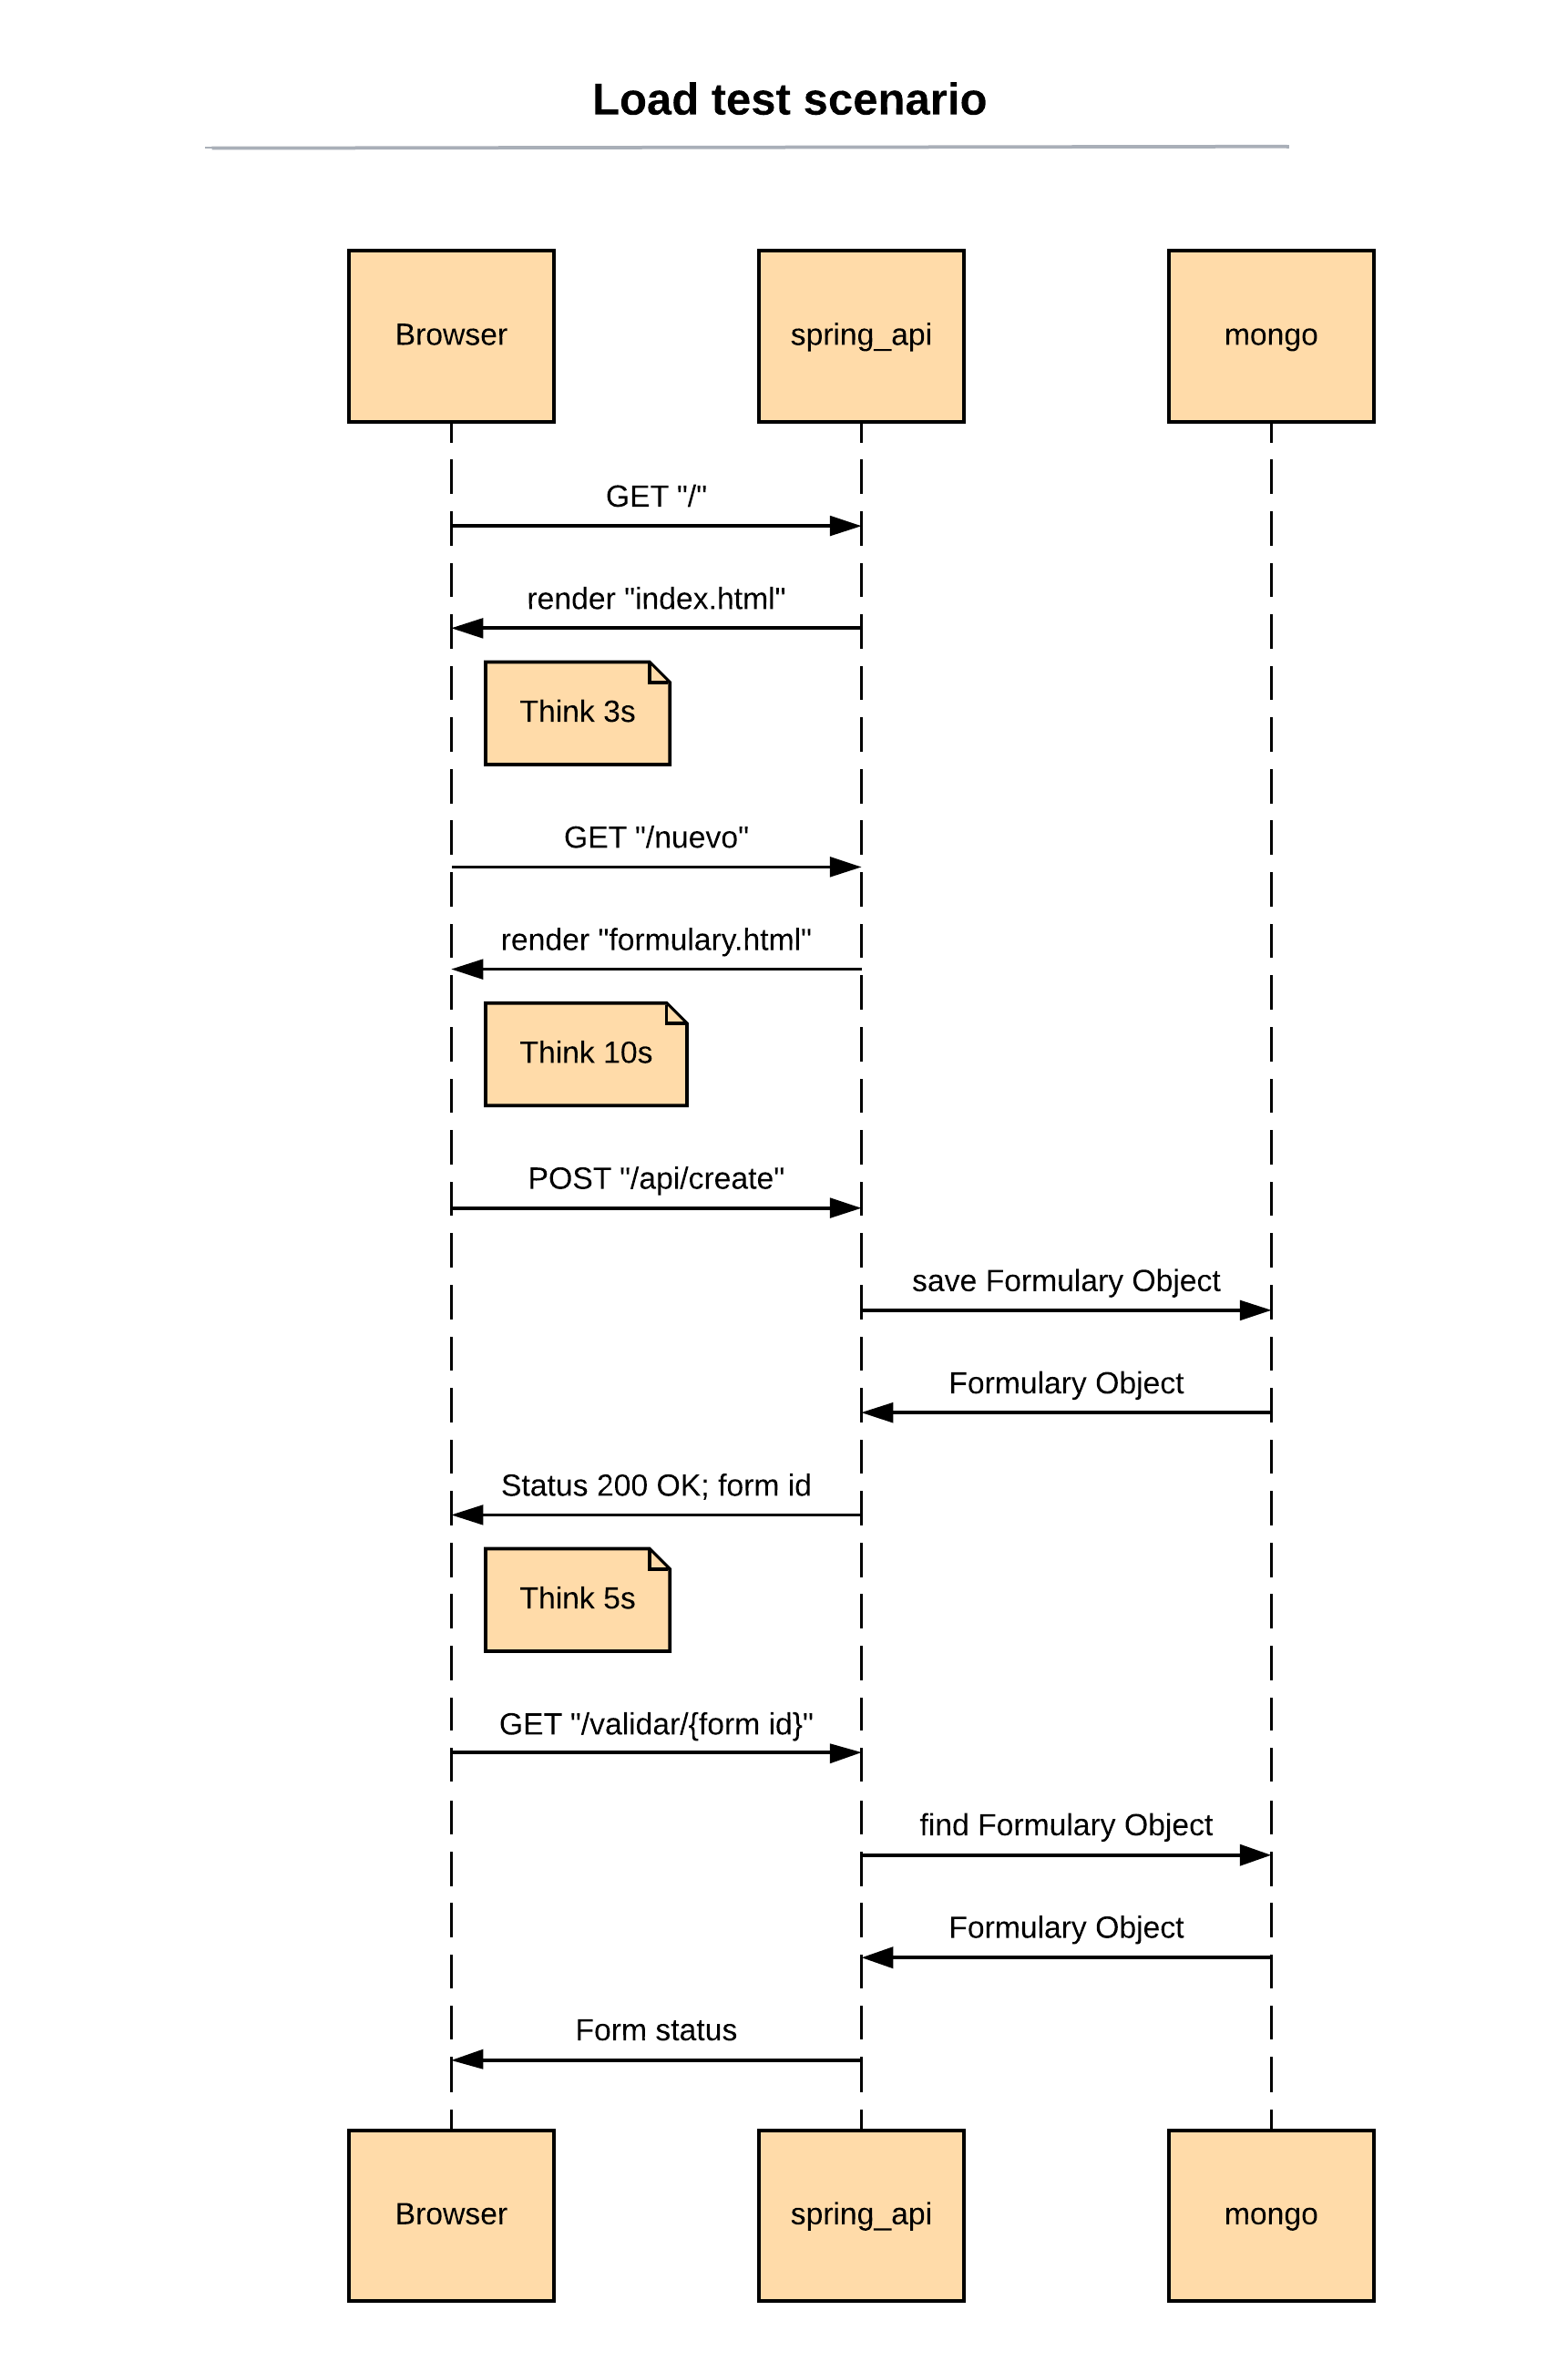 Load test scenario
Browser
spring_api
mongo
GET "/"
render "index.html"
Think 3s
GET "/nuevo"
render "formulary.html"
Think 10s
POST "/api/create"
save Formulary Object
Formulary Object
Status 200 OK; form id
Think 5s
GET "/validar/{form id}"
find Formulary Object
Formulary Object
Form status
Browser
spring_api
mongo